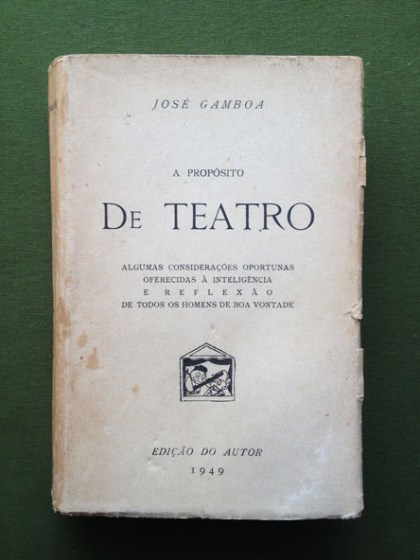 JOSÉ GAMBOA
A PROPÓSITO
DE TEATRO
ALGUMAS CONSIDERAÇÕES OPORTUNAS
OFERECIDAS À INTELIGÊNCIA
E REFLEXÃO
DE TODOS OS HOMENS DE BOA VONTADE
EDIÇÃO DO AUTOR
1949